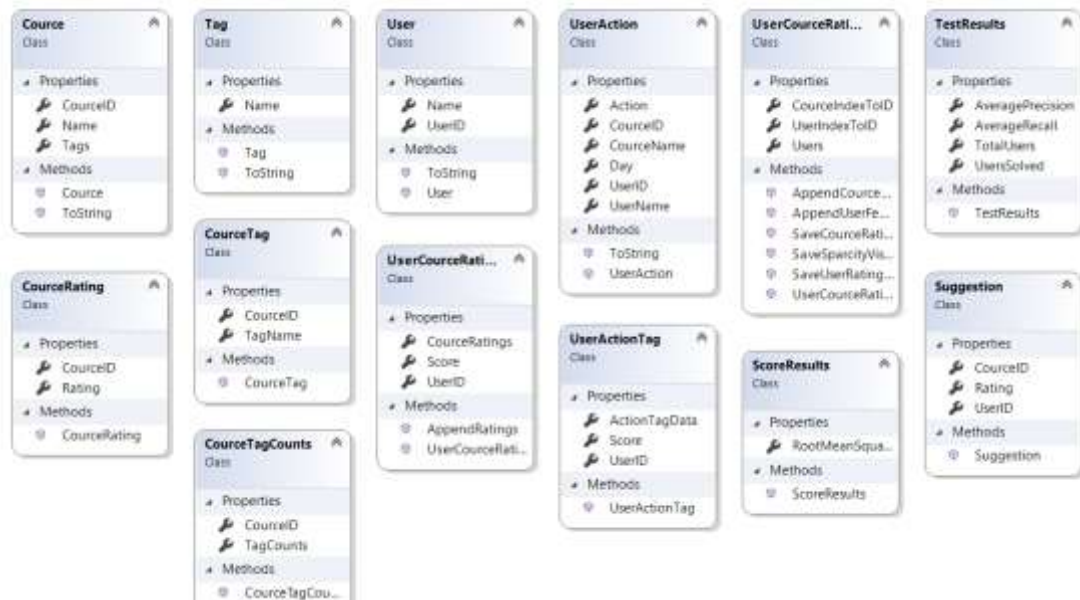 Cource
Class
Properties
CourceID
Name
Tags
Methods
Cource
ToString
CourceRating
Class
Properties
CourceID
Rating
Methods
CourceRating
Tag
Class
Properties
Name
Methods
Tag
ToString
CourceTag
Class
Properties
CourceID
TagName
Methods
CourceTag
CourceTagCounts
Class
Properties
CourceID
TagCounts
Methods
CourceTagCou...
User
Class
Properties
Name
UserID
Methods
ToString
User
UserCourceRati...
Class
Properties
CourceRatings
Score
UserID
Methods
AppendRatings
UserCourceRati...
UserAction
Class
Properties
Action
CourceID
CourceName
Day
UserID
UserName
Methods
ToString
UserAction
UserActionTag
Class
Properties
ActionTagData
Score
UserID
Methods
UserActionTag
UserCourceRati...
Class
Properties
CourceIndexToID
UserIndexToID
Users
Methods
AppendCource...
AppendUserFe...
SaveCourceRati...
SaveSparcityVis...
SaveUserRating...
UserCourceRati...
ScoreResults
Class
Properties
RootMeanSqua...
Methods
ScoreResults
TestResults
Class
Properties
AveragePrecision
AverageRecall
TotalUsers
UsersSolved
Methods
TestResults
Suggestion
Class
Properties
CourceID
Rating
UserID
Methods
Suggestion